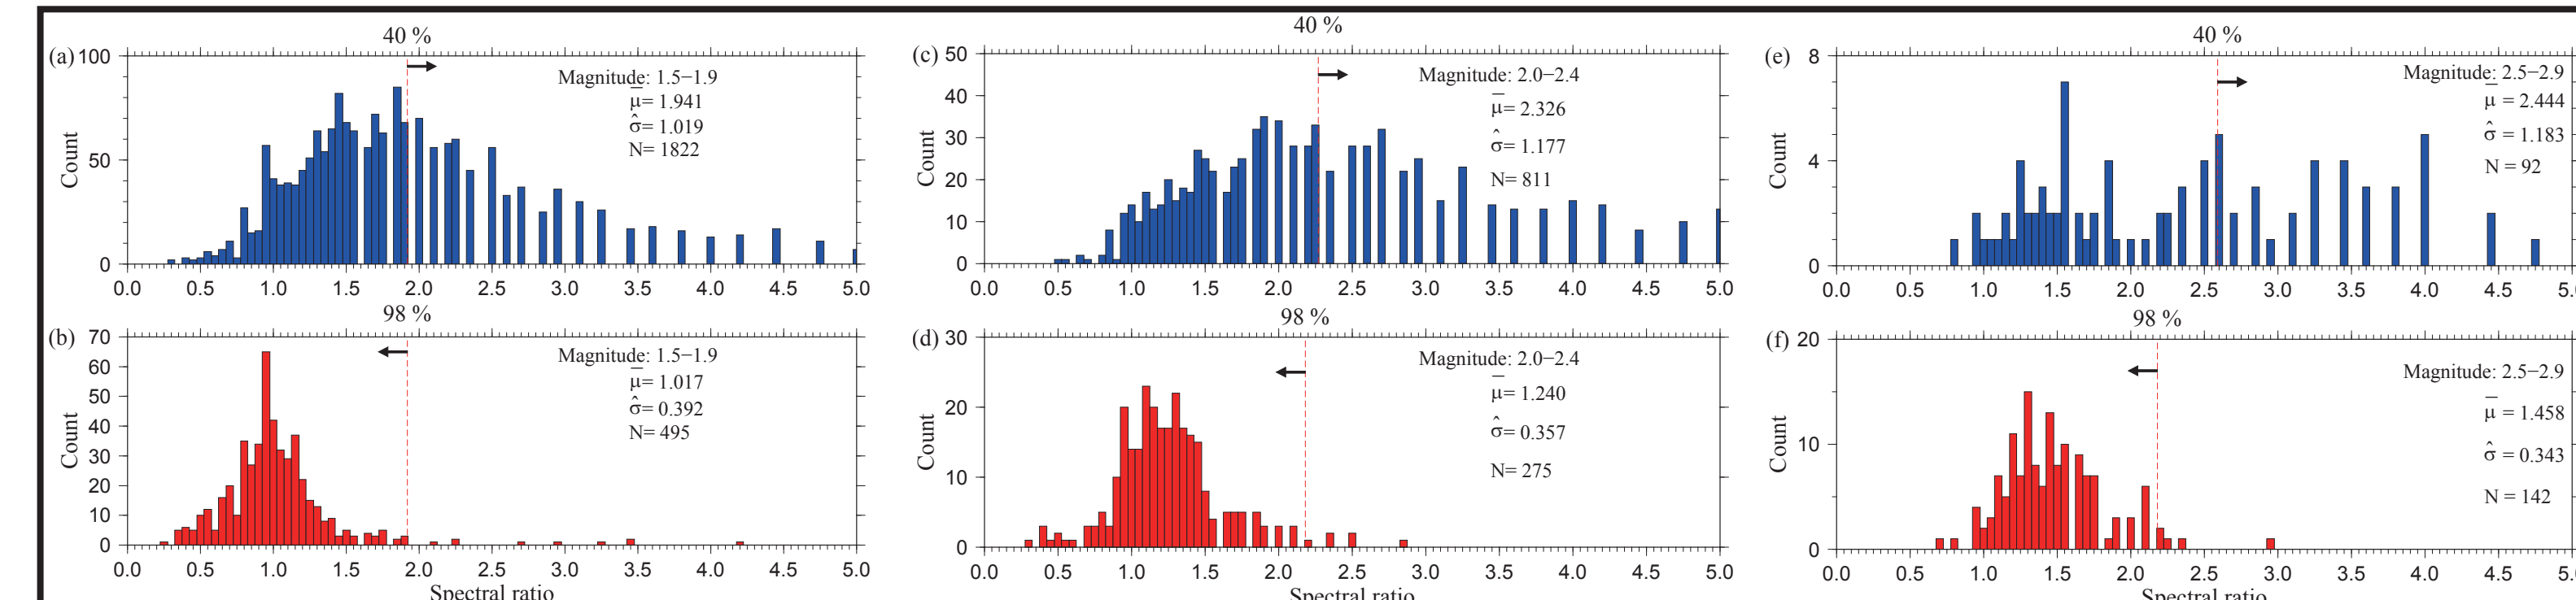 40 %
(a)
100
50
0
Count
Magnitude: 1.5−1.9
μ̅= 1.941
σ̂= 1.019
N= 1822
0.0 0.5 1.0 1.5 2.0 2.5 3.0 3.5 4.0 4.5 5.0
98 %
(b)
70
60
50
40
30
20
10
0
Count
Magnitude: 1.5−1.9
μ̅= 1.017
σ̂= 0.392
N= 495
0.0 0.5 1.0 1.5 2.0 2.5 3.0 3.5 4.0 4.5 5.0
Spectral ratio
40 %
(c)
50
40
30
20
10
0
Count
Magnitude: 2.0−2.4
μ̅= 2.326
σ̂= 1.177
N= 811
0.0 0.5 1.0 1.5 2.0 2.5 3.0 3.5 4.0 4.5 5.0
98 %
(d)
30
20
10
0
Count
Magnitude: 2.0−2.4
μ̅= 1.240
σ̂= 0.357
N= 275
0.0 0.5 1.0 1.5 2.0 2.5 3.0 3.5 4.0 4.5 5.0
Spectral ratio
40 %
(e)
8
4
0
Count
Magnitude: 2.5−2.9
μ̅ = 2.444
σ̂ = 1.183
N = 92
0.0 0.5 1.0 1.5 2.0 2.5 3.0 3.5 4.0 4.5
98 %
(f)
20
10
0
Count
Magnitude: 2.5−2.9
μ̅ = 1.458
σ̂ = 0.343
N = 142
0.0 0.5 1.0 1.5 2.0 2.5 3.0 3.5 4.0 4.5
Spectral ratio